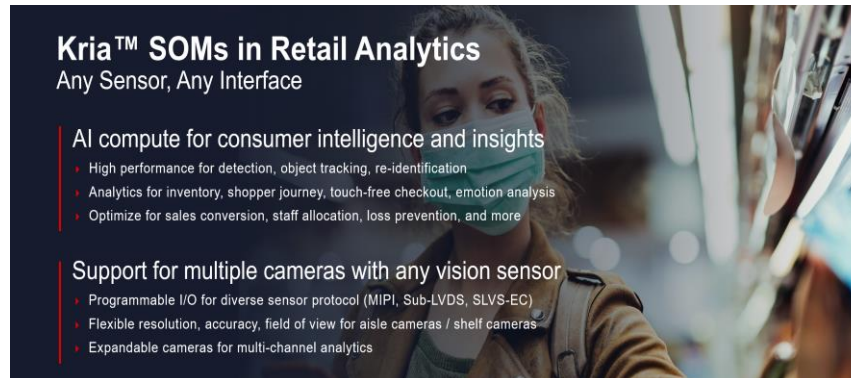 Kria™ SOMs in Retail Analytics
Any Sensor, Any Interface
AI compute for consumer intelligence and insights
High performance for detection, object tracking, re-identification
Analytics for inventory, shopper journey, touch-free checkout, emotion analysis
Optimize for sales conversion, staff allocation, loss prevention, and more
Support for multiple cameras with any vision sensor
Programmable I/O for diverse sensor protocol (MIPI, Sub-LVDS, SLVS-EC)
Flexible resolution, accuracy, field of view for aisle cameras / shelf cameras
Expandable cameras for multi-channel analytics